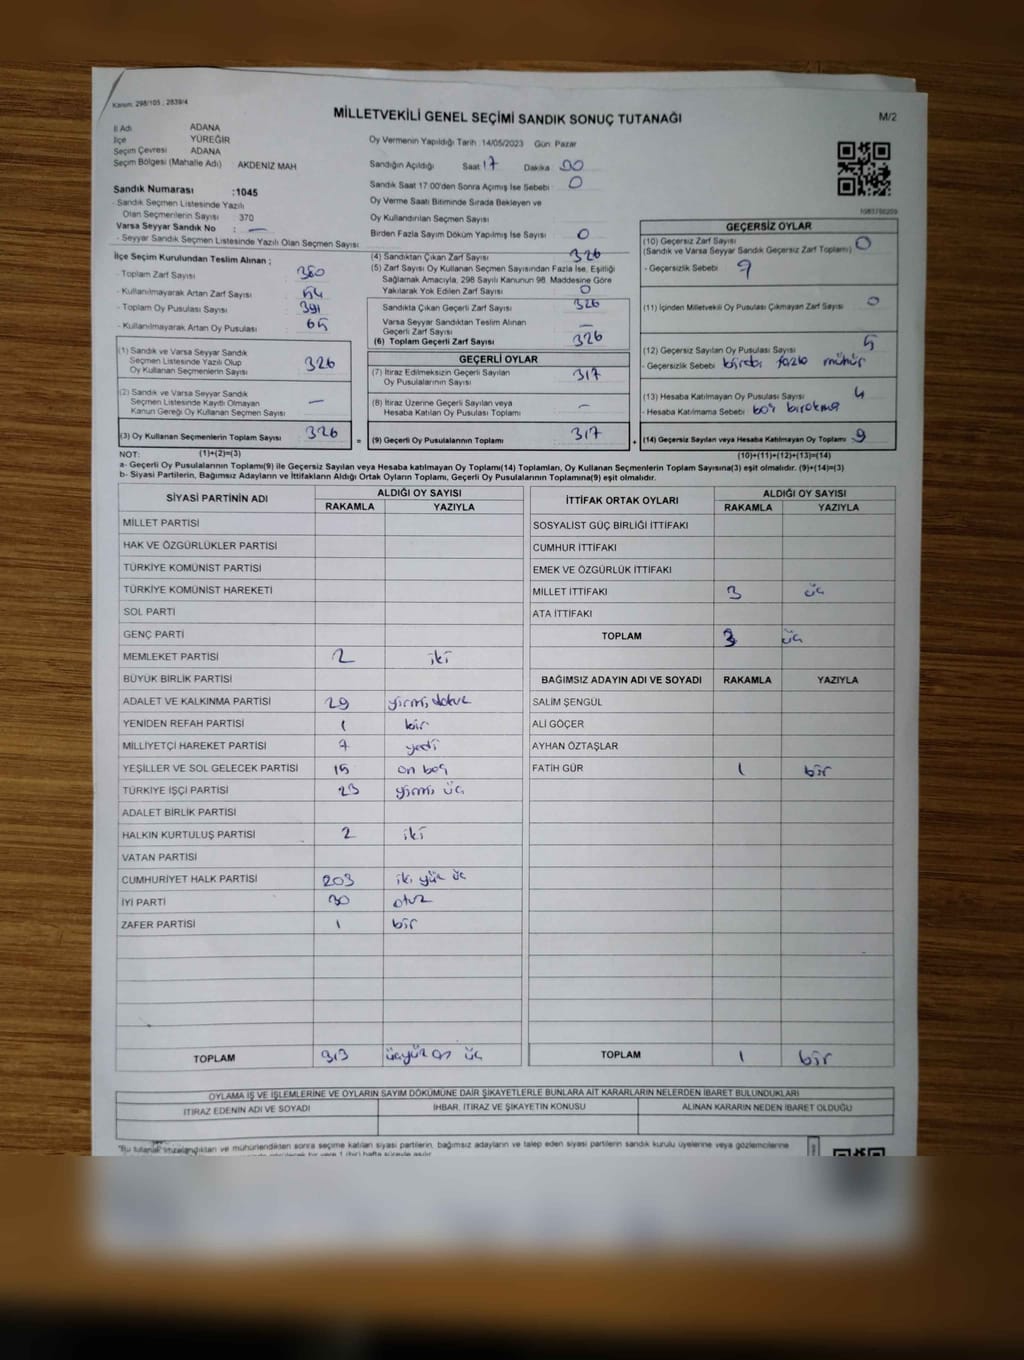 Kanun: 298/105 ; 2839/4
MİLLETVEKİLİ GENEL SEÇİMİ SANDIK SONUÇ TUTANAĞI
M/2
İl Adı ADANA
İlçe YÜREĞİR
Seçim Çevresi ADANA
Seçim Bölgesi (Mahalle Adı) AKDENİZ MAH
Sandık Numarası :1045
- Sandık Seçmen Listesinde Yazılı
Olan Seçmenlerin Sayısı : 370
Varsa Seyyar Sandık No : —
- Seyyar Sandık Seçmen Listesinde Yazılı Olan Seçmen Sayısı
Oy Vermenin Yapıldığı Tarih 14/05/2023 Gün Pazar
Sandığın Açıldığı Saat 17 Dakika 00
Sandık Saat 17:00'den Sonra Açılmış İse Sebebi 0
Oy Verme Saati Bitiminde Sırada Bekleyen ve
Oy Kullandırılan Seçmen Sayısı
Birden Fazla Sayım Döküm Yapılmış İse Sayısı 0
İlçe Seçim Kurulundan Teslim Alınan ;
- Toplam Zarf Sayısı 380
- Kullanılmayarak Artan Zarf Sayısı 54
- Toplam Oy Pusulası Sayısı 391
- Kullanılmayarak Artan Oy Pusulası 65
(1) Sandık ve Varsa Seyyar Sandık
Seçmen Listesinde Yazılı Olup
Oy Kullanan Seçmenlerin Sayısı 326
(2) Sandık ve Varsa Seyyar Sandık
Seçmen Listesinde Kayıtlı Olmayan
Kanun Gereği Oy Kullanan Seçmen Sayısı —
(3) Oy Kullanan Seçmenlerin Toplam Sayısı 326
(4) Sandıktan Çıkan Zarf Sayısı 326
(5) Zarf Sayısı Oy Kullanan Seçmen Sayısından Fazla İse, Eşitliği
Sağlamak Amacıyla, 298 Sayılı Kanunun 98. Maddesine Göre
Yakılarak Yok Edilen Zarf Sayısı 0
Sandıkta Çıkan Geçerli Zarf Sayısı 326
Varsa Seyyar Sandıktan Teslim Alınan
Geçerli Zarf Sayısı —
(6) Toplam Geçerli Zarf Sayısı 326
GEÇERLİ OYLAR
(7) İtiraz Edilmeksizin Geçerli Sayılan
Oy Pusulalarının Sayısı 317
(8) İtiraz Üzerine Geçerli Sayılan veya
Hesaba Katılan Oy Pusulası Toplamı —
= (9) Geçerli Oy Pusulalarının Toplamı 317
GEÇERSİZ OYLAR
(10) Geçersiz Zarf Sayısı
(Sandık ve Varsa Seyyar Sandık Geçersiz Zarf Toplamı) 0
- Geçersizlik Sebebi
(11) İçinden Milletvekili Oy Pusulası Çıkmayan Zarf Sayısı 0
(12) Geçersiz Sayılan Oy Pusulası Sayısı 5
- Geçersizlik Sebebi birden fazla mühür
(13) Hesaba Katılmayan Oy Pusulası Sayısı 4
- Hesaba Katılmama Sebebi boş bırakma
+ (14) Geçersiz Sayılan veya Hesaba Katılmayan Oy Toplamı 9
NOT: (1)+(2)=(3) (10)+(11)+(12)+(13)=(14)
a- Geçerli Oy Pusulalarının Toplamı(9) ile Geçersiz Sayılan veya Hesaba katılmayan Oy Toplamı(14) Toplamları, Oy Kullanan Seçmenlerin Toplam Sayısına(3) eşit olmalıdır. (9)+(14)=(3)
b- Siyasi Partilerin, Bağımsız Adayların ve İttifakların Aldığı Ortak Oyların Toplamı, Geçerli Oy Pusulalarının Toplamına(9) eşit olmalıdır.
SİYASİ PARTİNİN ADI ALDIĞI OY SAYISI
RAKAMLA YAZIYLA
MİLLET PARTİSİ
HAK VE ÖZGÜRLÜKLER PARTİSİ
TÜRKİYE KOMÜNİST PARTİSİ
TÜRKİYE KOMÜNİST HAREKETİ
SOL PARTİ
GENÇ PARTİ
MEMLEKET PARTİSİ 2 iki
BÜYÜK BİRLİK PARTİSİ
ADALET VE KALKINMA PARTİSİ 29 yirmi dokuz
YENİDEN REFAH PARTİSİ 1 bir
MİLLİYETÇİ HAREKET PARTİSİ 7 yedi
YEŞİLLER VE SOL GELECEK PARTİSİ 15 on beş
TÜRKİYE İŞÇİ PARTİSİ 23 yirmi üç
ADALET BİRLİK PARTİSİ
HALKIN KURTULUŞ PARTİSİ 2 iki
VATAN PARTİSİ
CUMHURİYET HALK PARTİSİ 203 iki yüz üç
İYİ PARTİ 30 otuz
ZAFER PARTİSİ 1 bir
TOPLAM 313 üçyüz on üç
İTTİFAK ORTAK OYLARI ALDIĞI OY SAYISI
RAKAMLA YAZIYLA
SOSYALİST GÜÇ BİRLİĞİ İTTİFAKI
CUMHUR İTTİFAKI
EMEK VE ÖZGÜRLÜK İTTİFAKI
MİLLET İTTİFAKI 3 üç
ATA İTTİFAKI
TOPLAM 3 üç
BAĞIMSIZ ADAYIN ADI VE SOYADI RAKAMLA YAZIYLA
SALİM ŞENGÜL
ALİ GÖÇER
AYHAN ÖZTAŞLAR
FATİH GÜR 1 bir
TOPLAM 1 bir
OYLAMA İŞ VE İŞLEMLERİNE VE OYLARIN SAYIM DÖKÜMÜNE DAİR ŞİKAYETLERLE BUNLARA AİT KARARLARIN NELERDEN İBARET BULUNDUKLARI
İTİRAZ EDENİN ADI VE SOYADI İHBAR, İTİRAZ VE ŞİKAYETİN KONUSU ALINAN KARARIN NEDEN İBARET OLDUĞU
"Bu tutanak imzalandıktan ve mühürlendikten sonra seçime katılan siyasi partilerin, bağımsız adayların ve talep eden siyasi partilerin sandık kurulu üyelerine veya gözlemcilerine